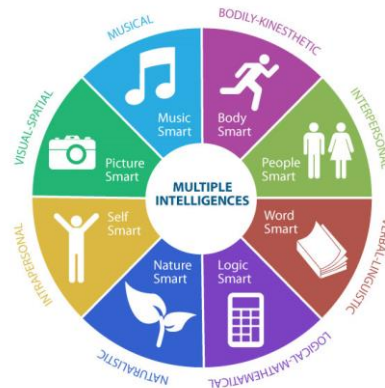 MUSICAL
BODILY-KINESTHETIC
INTERPERSONAL
VERBAL-LINGUISTIC
LOGICAL-MATHEMATICAL
NATURALISTIC
INTRAPERSONAL
VISUAL-SPATIAL
Music
Smart
Body
Smart
People
Smart
Word
Smart
Logic
Smart
Nature
Smart
Self
Smart
Picture
Smart
MULTIPLE
INTELLIGENCES